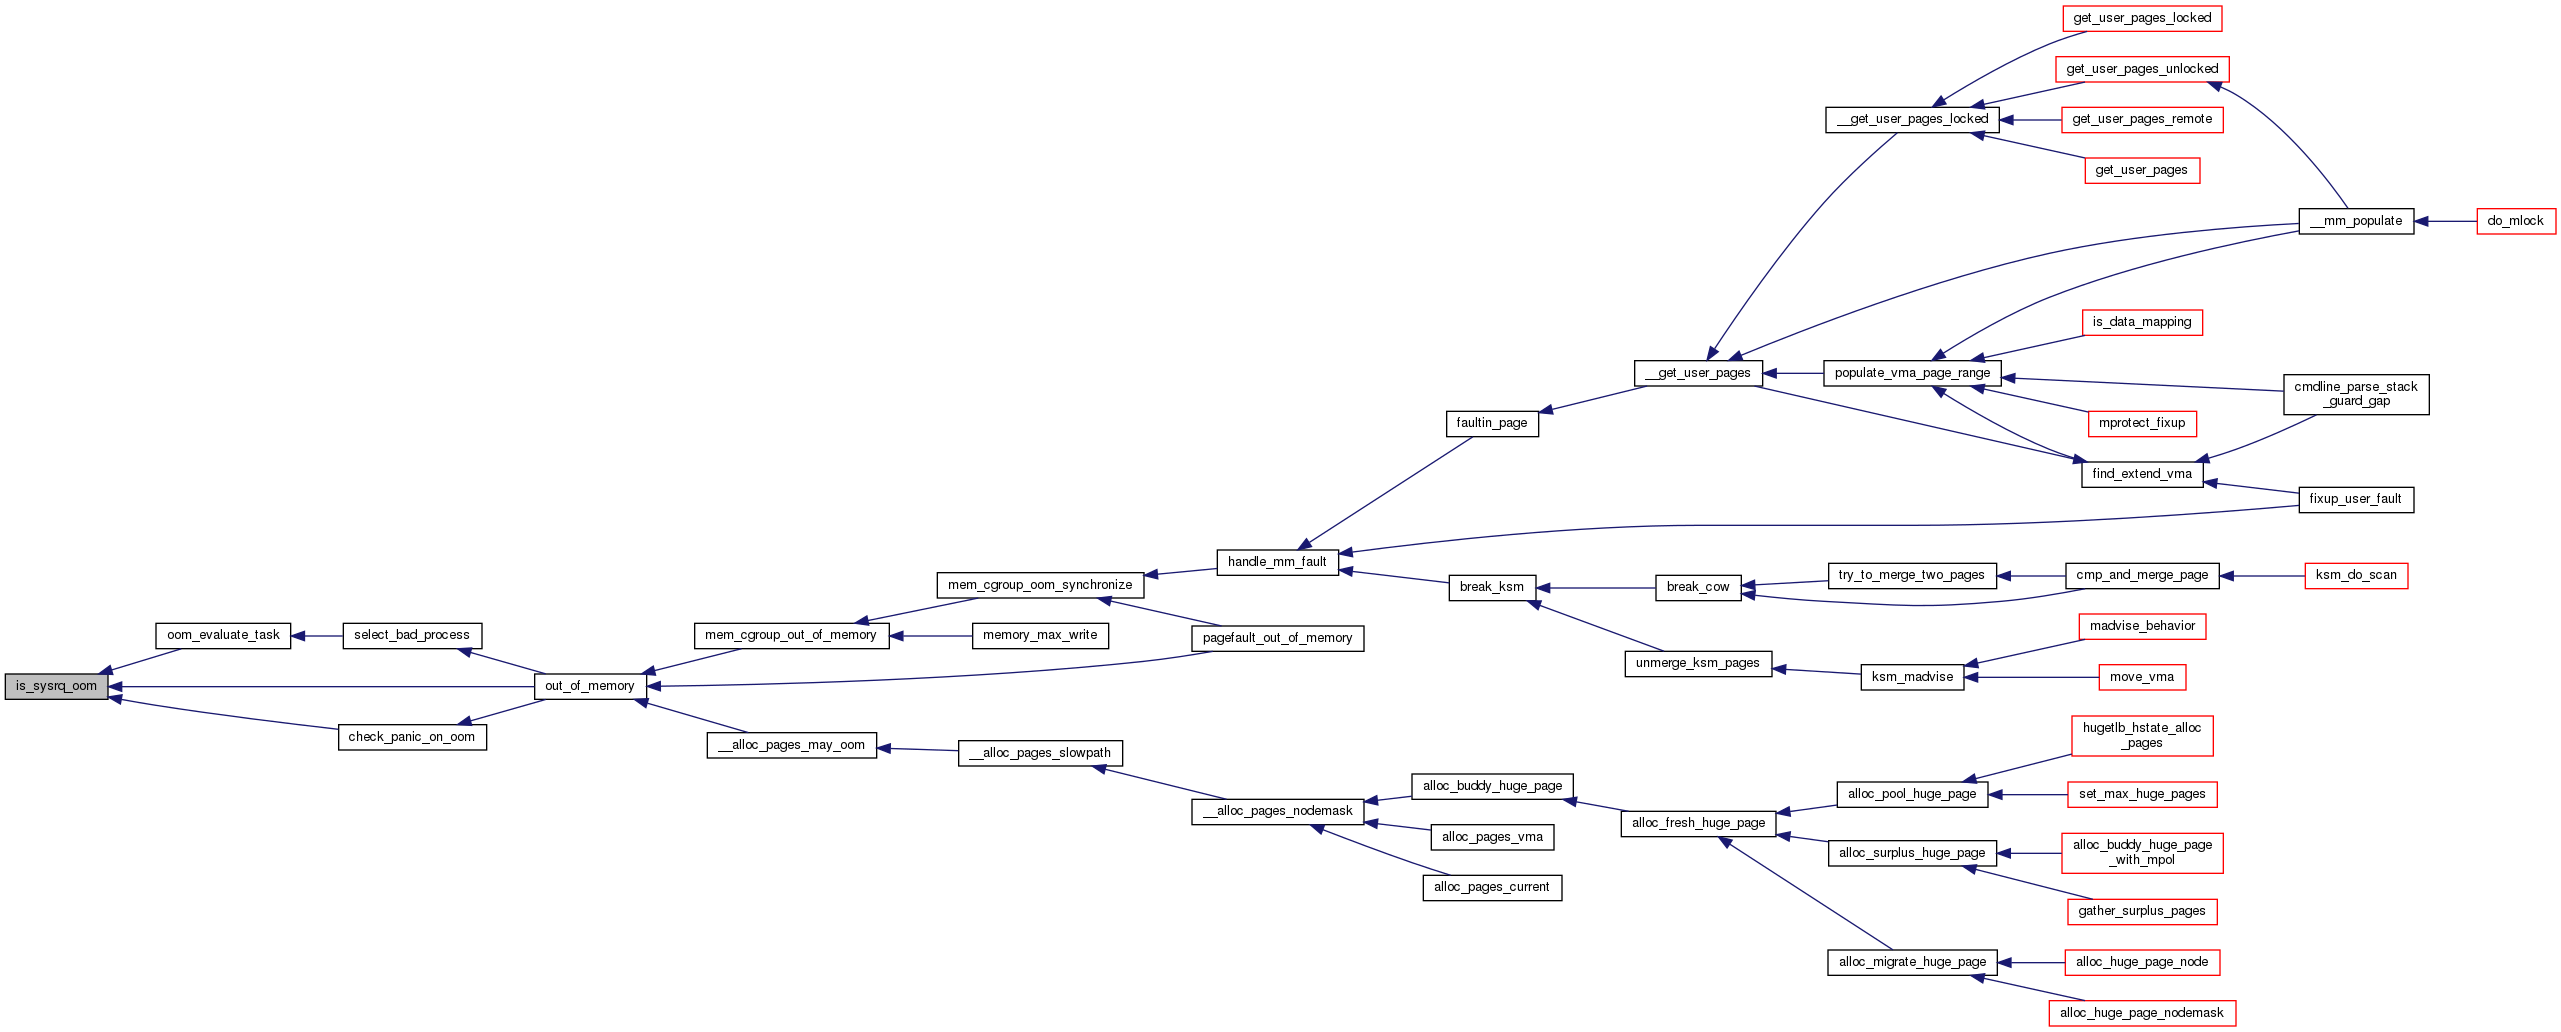 get_user_pages_locked
get_user_pages_unlocked
__get_user_pages_locked
get_user_pages_remote
get_user_pages
__mm_populate
do_mlock
is_data_mapping
__get_user_pages
populate_vma_page_range
cmdline_parse_stack
_guard_gap
faultin_page
mprotect_fixup
find_extend_vma
fixup_user_fault
handle_mm_fault
mem_cgroup_oom_synchronize
break_ksm
break_cow
try_to_merge_two_pages
cmp_and_merge_page
ksm_do_scan
oom_evaluate_task
select_bad_process
mem_cgroup_out_of_memory
memory_max_write
pagefault_out_of_memory
madvise_behavior
unmerge_ksm_pages
ksm_madvise
move_vma
is_sysrq_oom
out_of_memory
check_panic_on_oom
__alloc_pages_may_oom
__alloc_pages_slowpath
hugetlb_hstate_alloc
_pages
alloc_buddy_huge_page
alloc_pool_huge_page
set_max_huge_pages
__alloc_pages_nodemask
alloc_fresh_huge_page
alloc_pages_vma
alloc_surplus_huge_page
alloc_buddy_huge_page
_with_mpol
alloc_pages_current
gather_surplus_pages
alloc_migrate_huge_page
alloc_huge_page_node
alloc_huge_page_nodemask